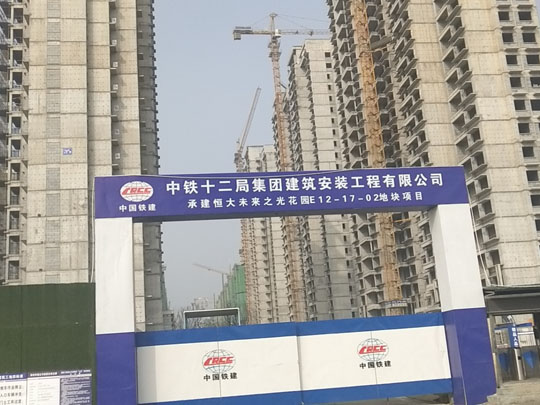 CRCC
中国铁建
中铁十二局集团建筑安装工程有限公司
承建恒大未来之光花园E12-17-02地块项目
CRCC
中国铁建
CRCC
中国铁建